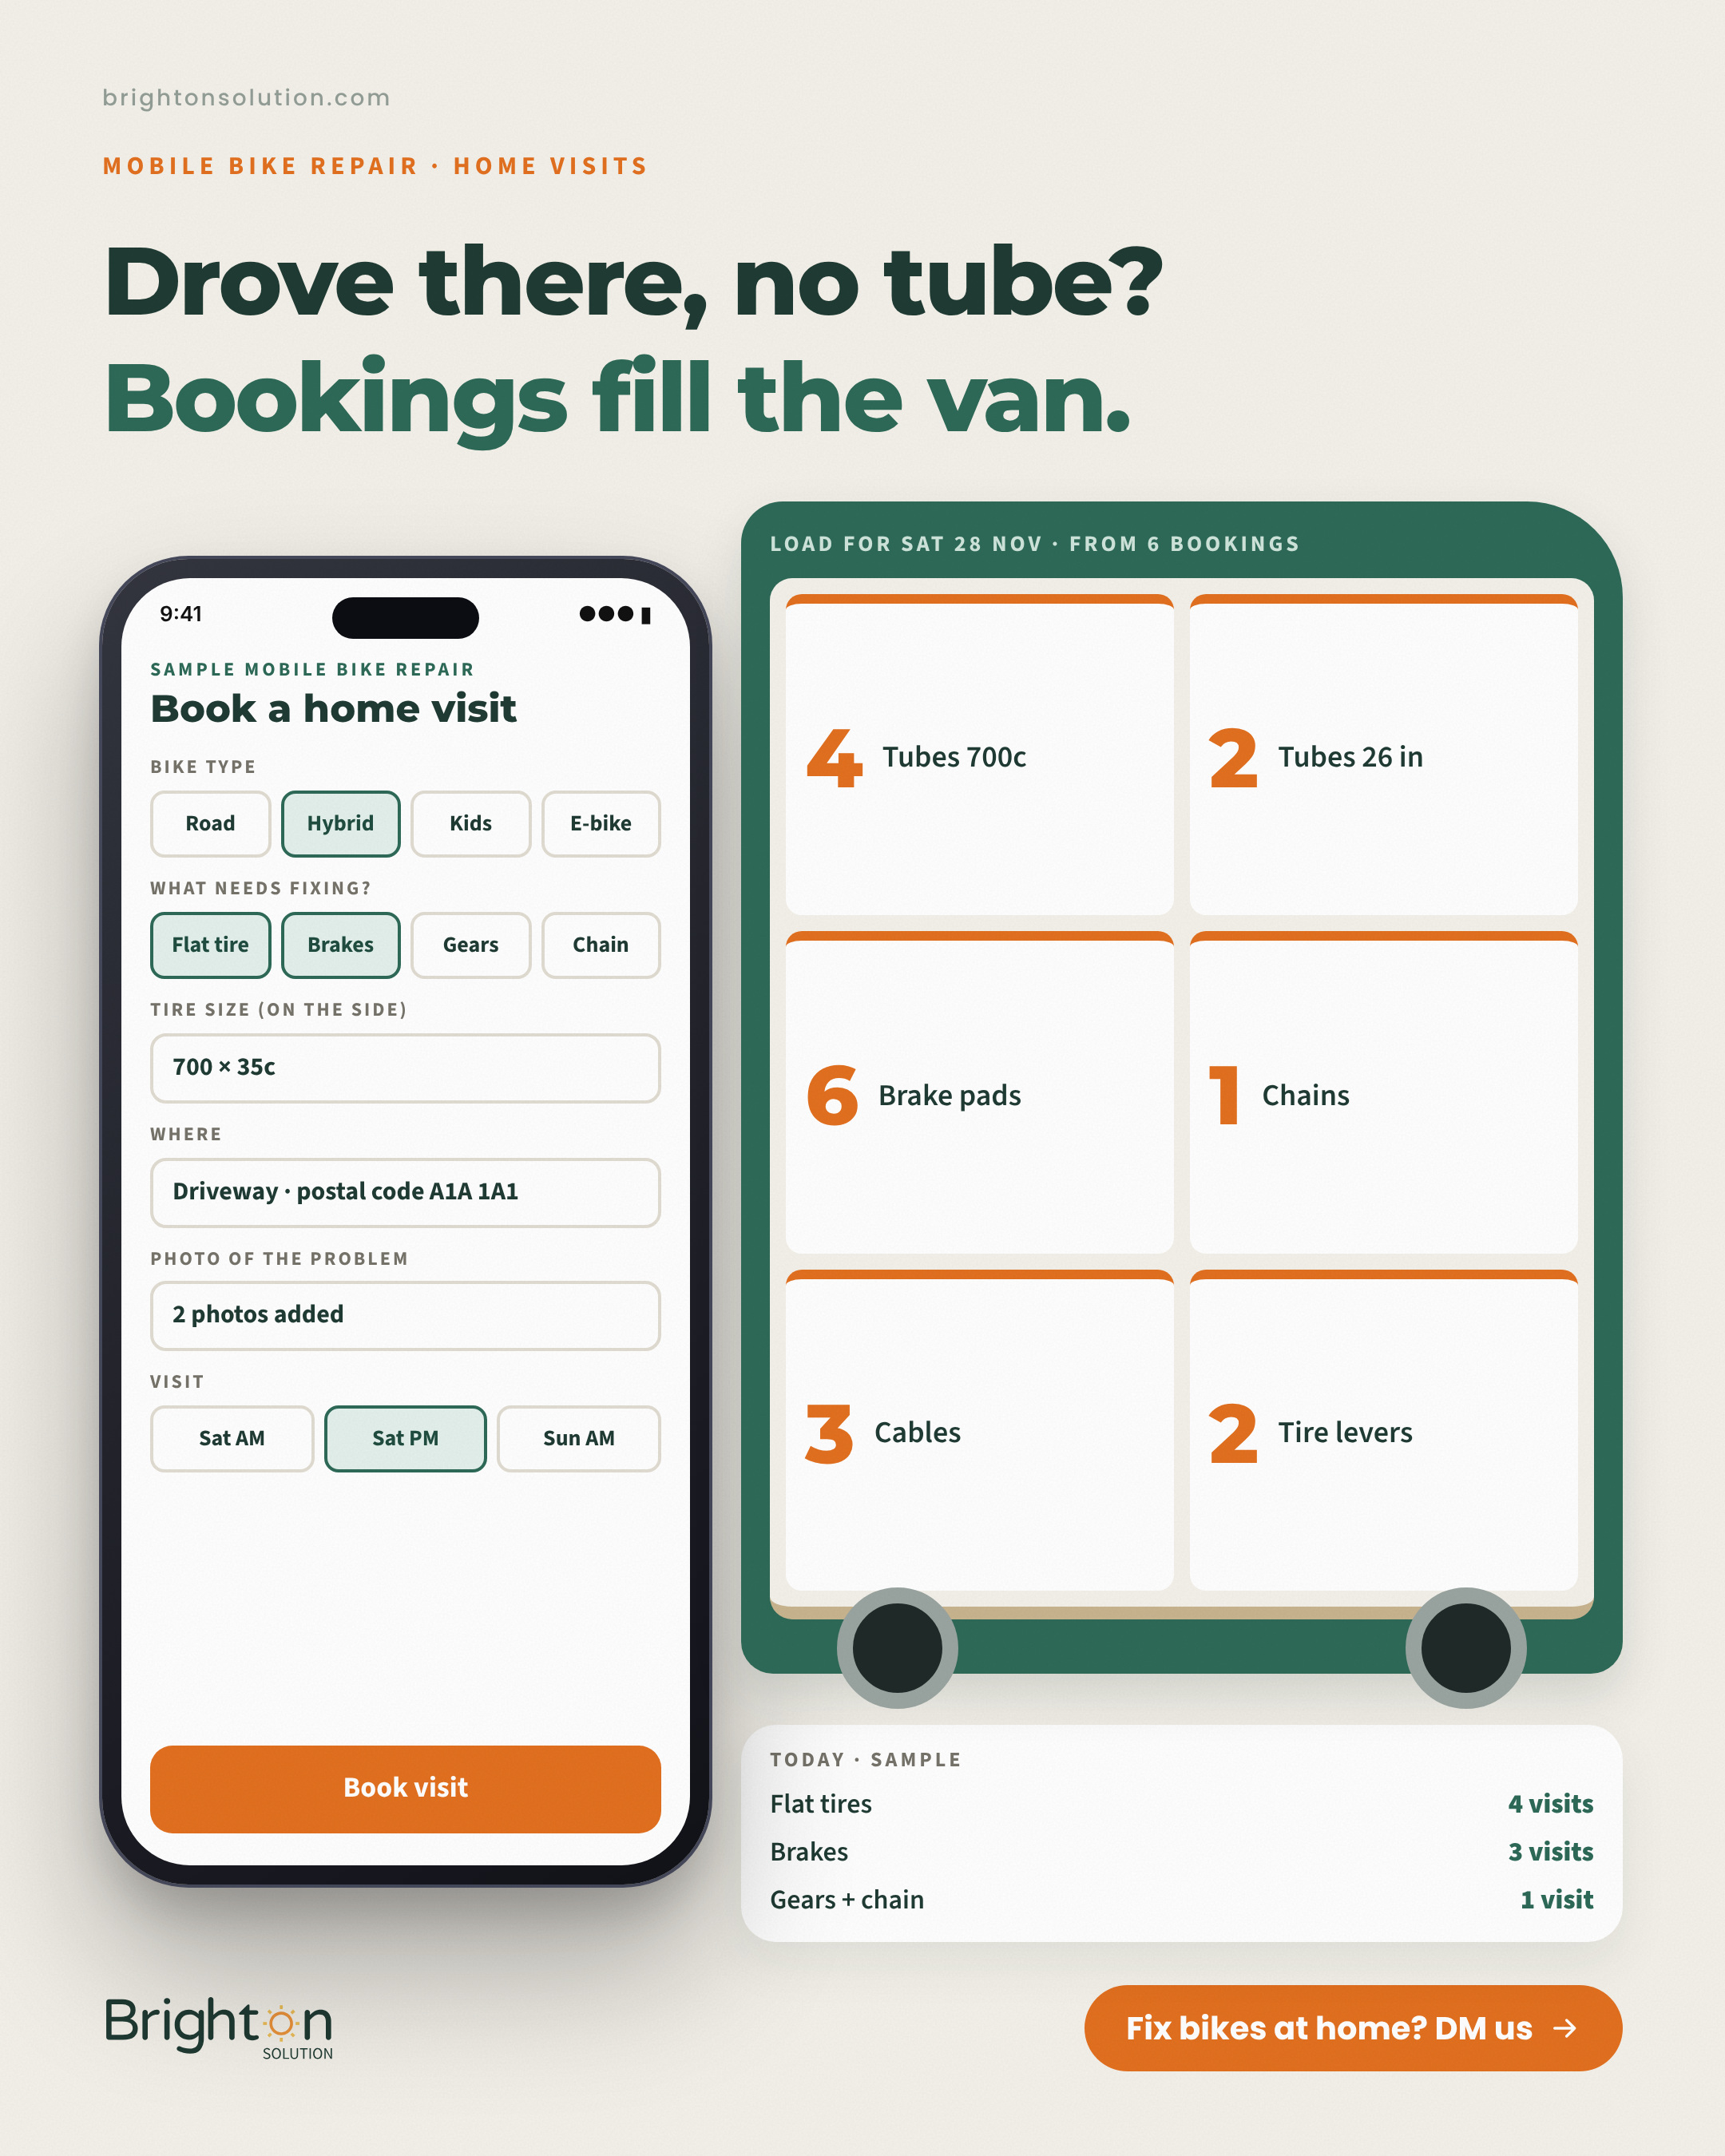 brightonsolution.com
MOBILE BIKE REPAIR · HOME VISITS
Drove there, no tube?
Bookings fill the van.
9:41
SAMPLE MOBILE BIKE REPAIR
Book a home visit
BIKE TYPE
Road Hybrid Kids E-bike
WHAT NEEDS FIXING?
Flat tire Brakes Gears Chain
TIRE SIZE (ON THE SIDE)
700 × 35c
WHERE
Driveway · postal code A1A 1A1
PHOTO OF THE PROBLEM
2 photos added
VISIT
Sat AM Sat PM Sun AM
Book visit
LOAD FOR SAT 28 NOV · FROM 6 BOOKINGS
4 Tubes 700c
2 Tubes 26 in
6 Brake pads
1 Chains
3 Cables
2 Tire levers
TODAY · SAMPLE
Flat tires 4 visits
Brakes 3 visits
Gears + chain 1 visit
Brighton
SOLUTION
Fix bikes at home? DM us →